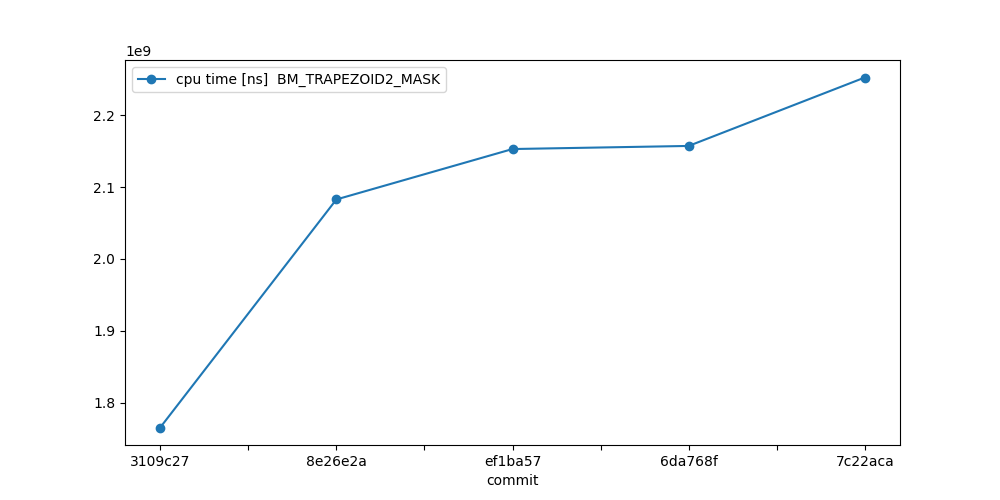 1e9
cpu time [ns]  BM_TRAPEZOID2_MASK
2.2
2.1
2.0
1.9
1.8
3109c27 8e26e2a ef1ba57 6da768f 7c22aca
commit